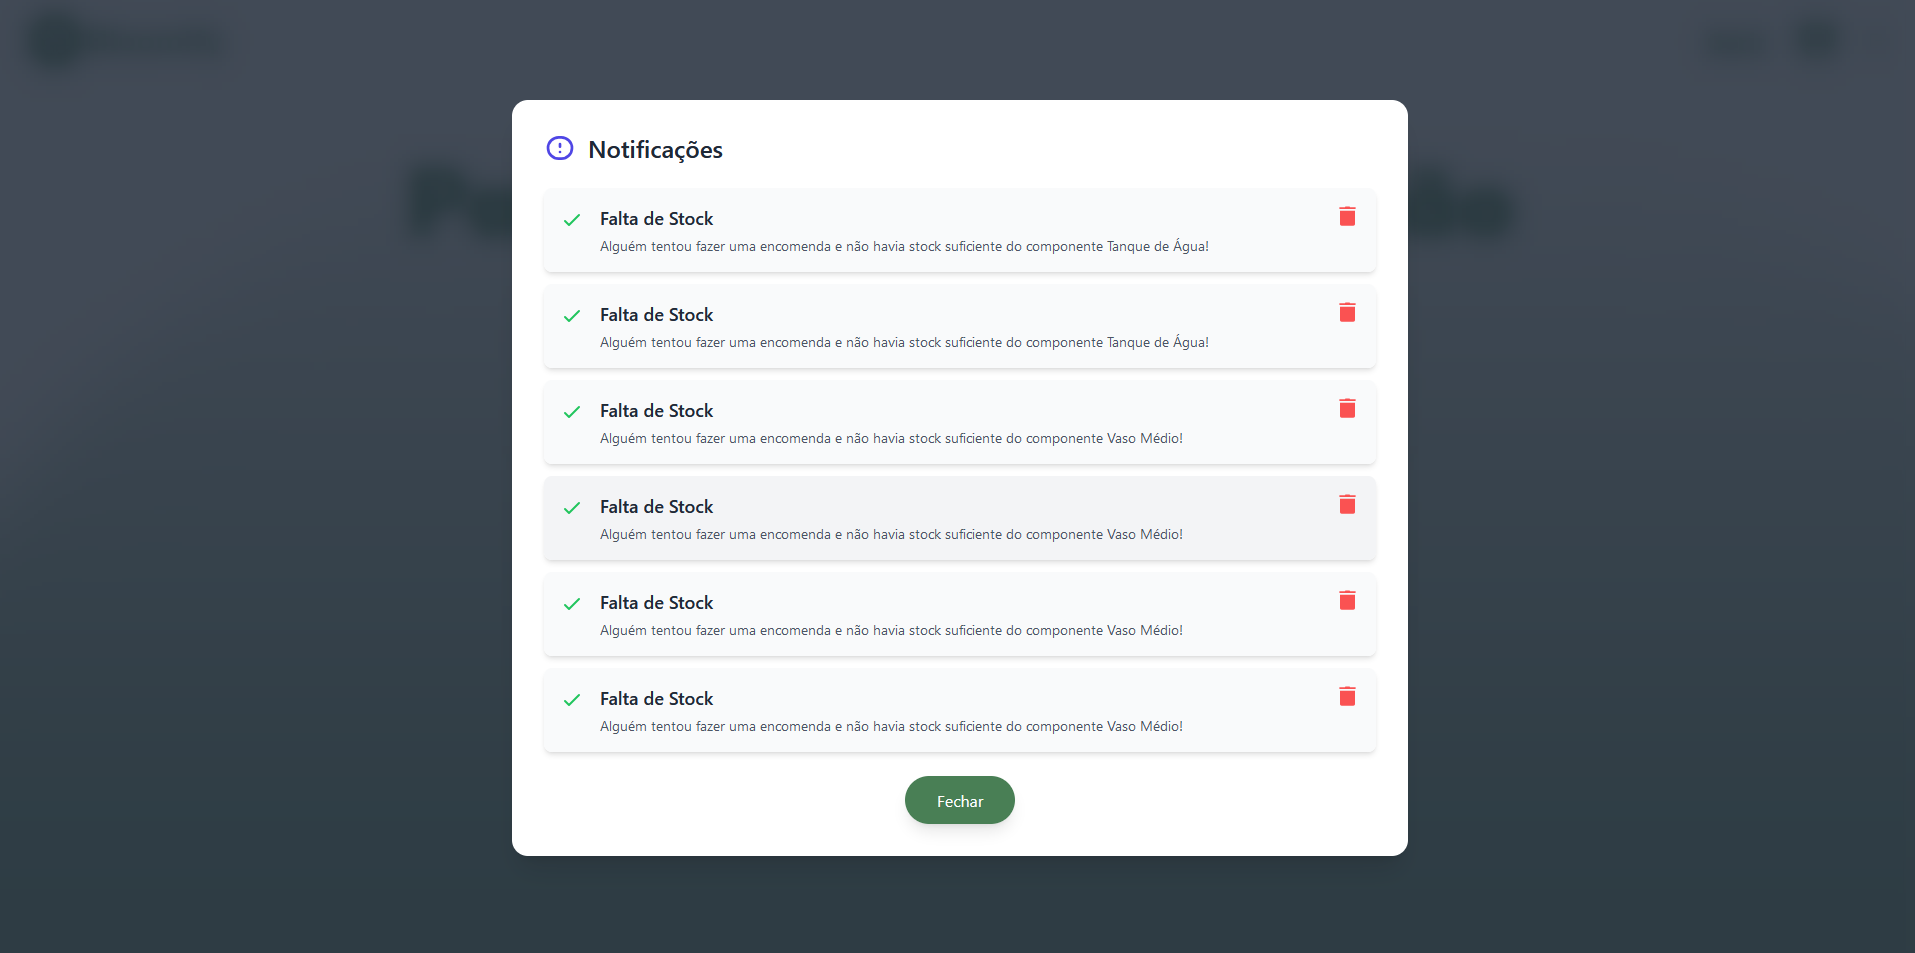 Notificações
Falta de Stock
Alguém tentou fazer uma encomenda e não havia stock suficiente do componente Tanque de Água!
Falta de Stock
Alguém tentou fazer uma encomenda e não havia stock suficiente do componente Tanque de Água!
Falta de Stock
Alguém tentou fazer uma encomenda e não havia stock suficiente do componente Vaso Médio!
Falta de Stock
Alguém tentou fazer uma encomenda e não havia stock suficiente do componente Vaso Médio!
Falta de Stock
Alguém tentou fazer uma encomenda e não havia stock suficiente do componente Vaso Médio!
Falta de Stock
Alguém tentou fazer uma encomenda e não havia stock suficiente do componente Vaso Médio!
Fechar